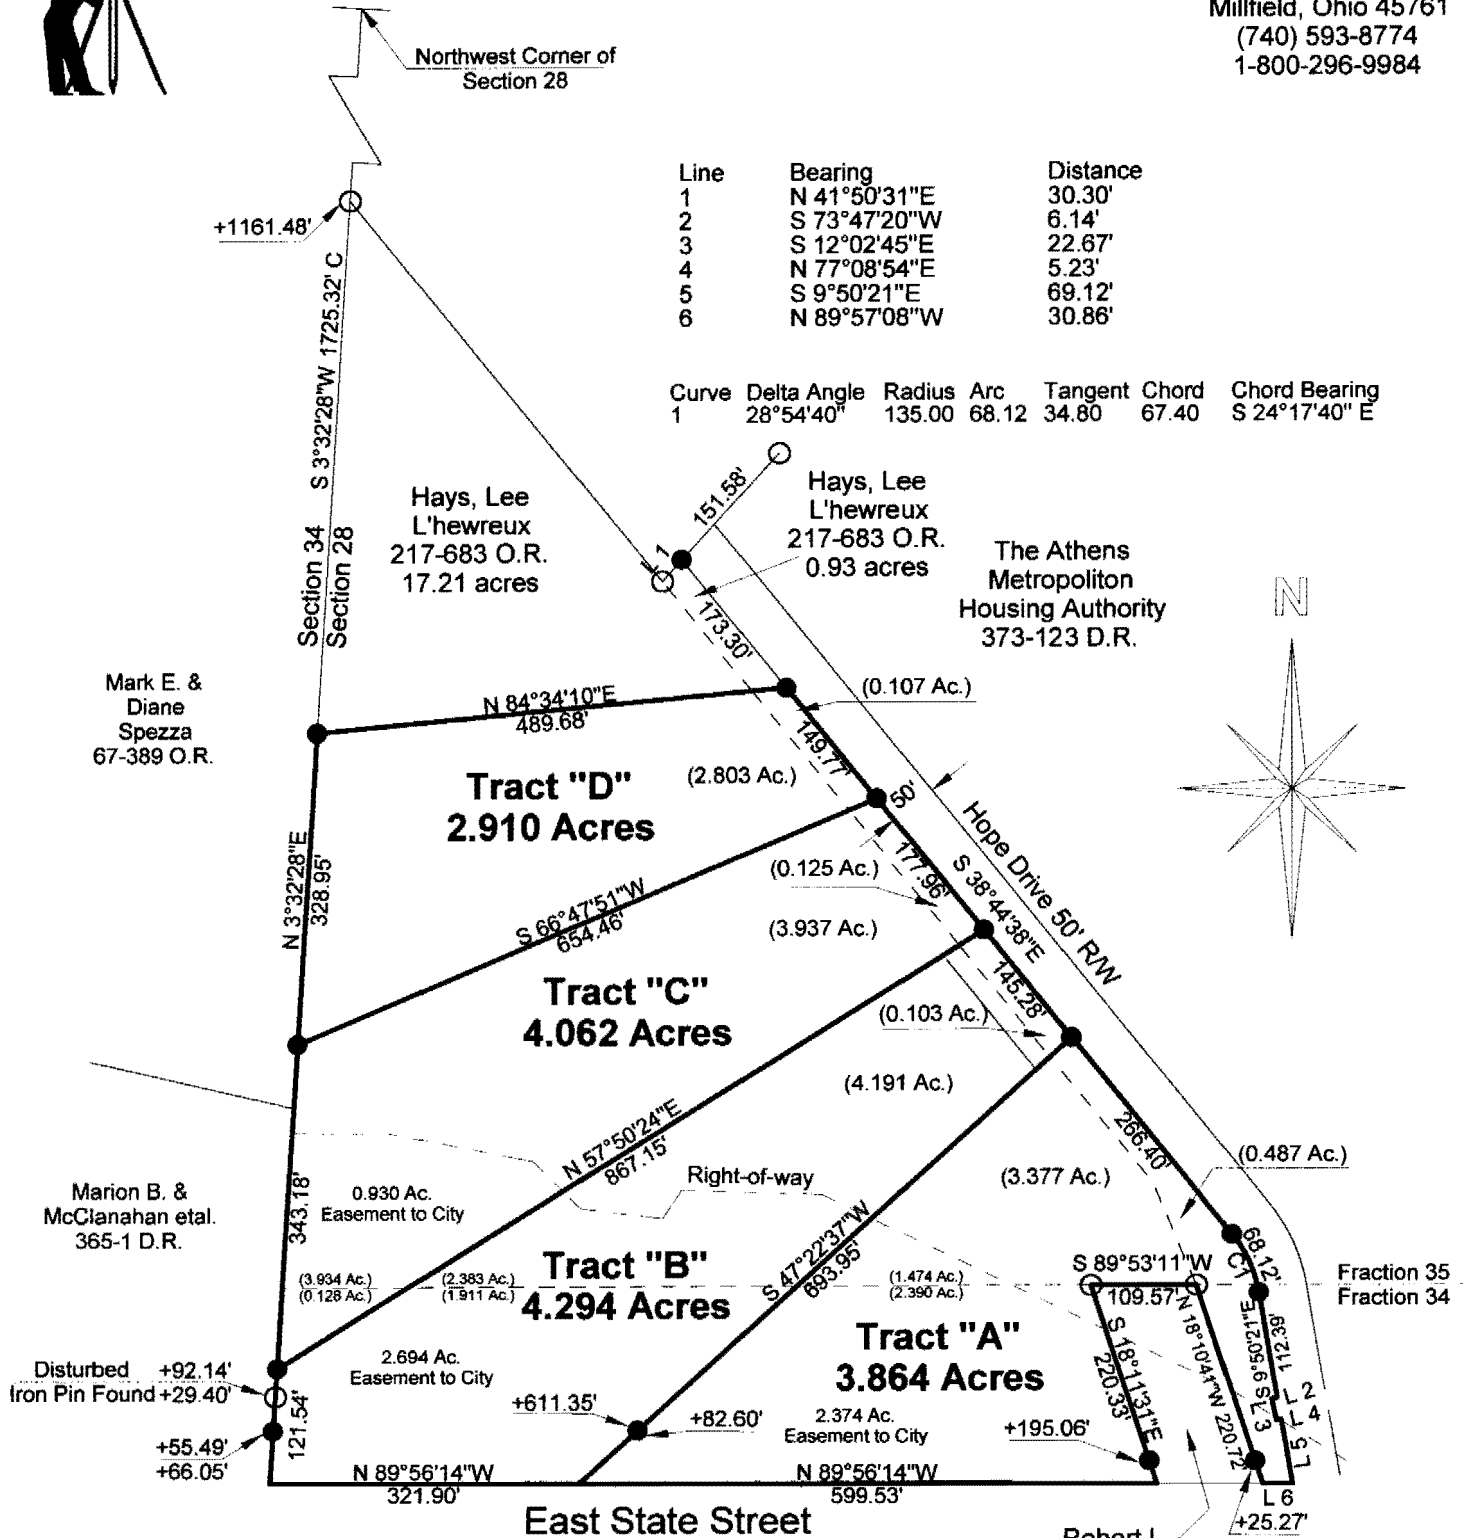 Millfield, Ohio 45761
(740) 593-8774
1-800-296-9984
Northwest Corner of
Section 28
Line Bearing Distance
1 N 41°50'31"E 30.30'
2 S 73°47'20"W 6.14'
3 S 12°02'45"E 22.67'
4 N 77°08'54"E 5.23'
5 S 9°50'21"E 69.12'
6 N 89°57'08"W 30.86'
+1161.48'
S 3°32'28"W 1725.32' C
Curve Delta Angle Radius Arc Tangent Chord Chord Bearing
1 28°54'40" 135.00 68.12 34.80 67.40 S 24°17'40" E
Section 34
Section 28
Hays, Lee
L'hewreux
217-683 O.R.
17.21 acres
151.58'
L 1
Hays, Lee
L'hewreux
217-683 O.R.
0.93 acres
The Athens
Metropoliton
Housing Authority
373-123 D.R.
N
173.30'
Mark E. &
Diane
Spezza
67-389 O.R.
N 84°34'10"E
489.68'
(0.107 Ac.)
149.77'
Tract "D"
2.910 Acres
(2.803 Ac.)
50'
Hope Drive 50' R/W
N 3°32'28"E
328.95'
S 66°47'51"W
654.46'
(0.125 Ac.)
177.96'
S 38°44'38"E
(3.937 Ac.)
Tract "C"
4.062 Acres
145.28'
(0.103 Ac.)
(4.191 Ac.)
N 57°50'24"E
867.15'
266.40'
(0.487 Ac.)
(3.377 Ac.)
Right-of-way
Marion B. &
McClanahan etal.
365-1 D.R.
343.18'
0.930 Ac.
Easement to City
S 47°22'37"W
693.95'
Tract "B"
4.294 Acres
(3.934 Ac.)
(0.128 Ac.)
(2.383 Ac.)
(1.911 Ac.)
(1.474 Ac.)
(2.390 Ac.)
S 89°53'11"W
109.57'
68.12'
C 1
Fraction 35
Fraction 34
Tract "A"
3.864 Acres
S 18°11'31"E
220.33'
N 18°10'41"W 220.72'
S 9°50'21"E
112.39'
L 2
L 3
L 4
L 5
Disturbed +92.14'
Iron Pin Found +29.40'
2.694 Ac.
Easement to City
+611.35'
+82.60'
2.374 Ac.
Easement to City
+195.06'
121.54'
+55.49'
+66.05'
N 89°56'14"W
321.90'
N 89°56'14"W
599.53'
L 6
+25.27'
East State Street
Robert L.